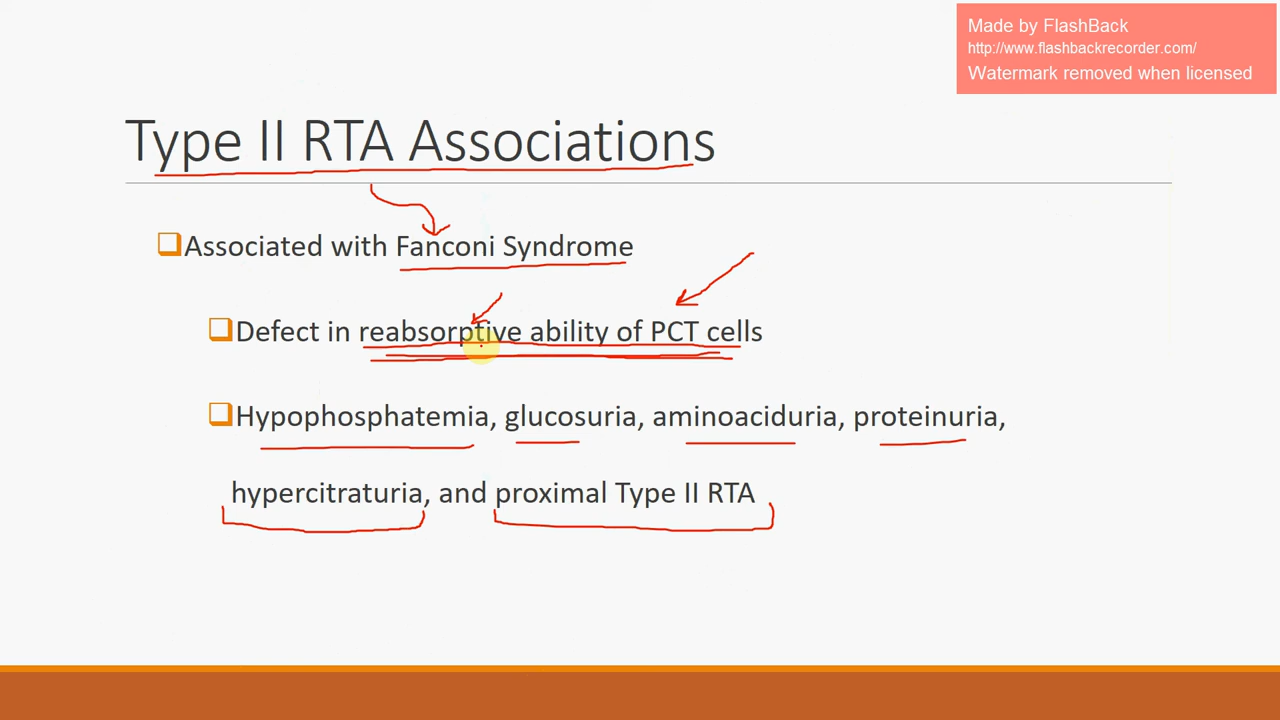 Made by FlashBack
http://www.flashbackrecorder.com/
Watermark removed when licensed
Type II RTA Associations
Associated with Fanconi Syndrome
Defect in reabsorptive ability of PCT cells
Hypophosphatemia, glucosuria, aminoaciduria, proteinuria,
hypercitraturia, and proximal Type II RTA